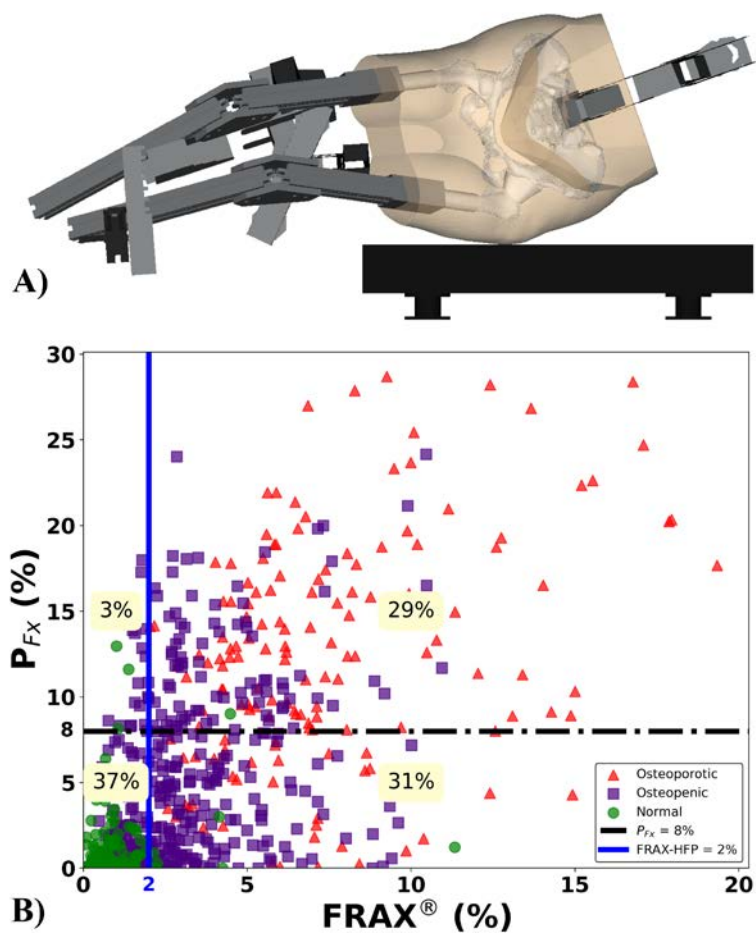 A)
30
25
20
15
10
8
5
0
P_Fx (%)
3%
29%
37%
31%
Osteoporotic
Osteopenic
Normal
P_Fx = 8%
FRAX-HFP = 2%
0 2 5 10 15 20
B)
FRAX® (%)